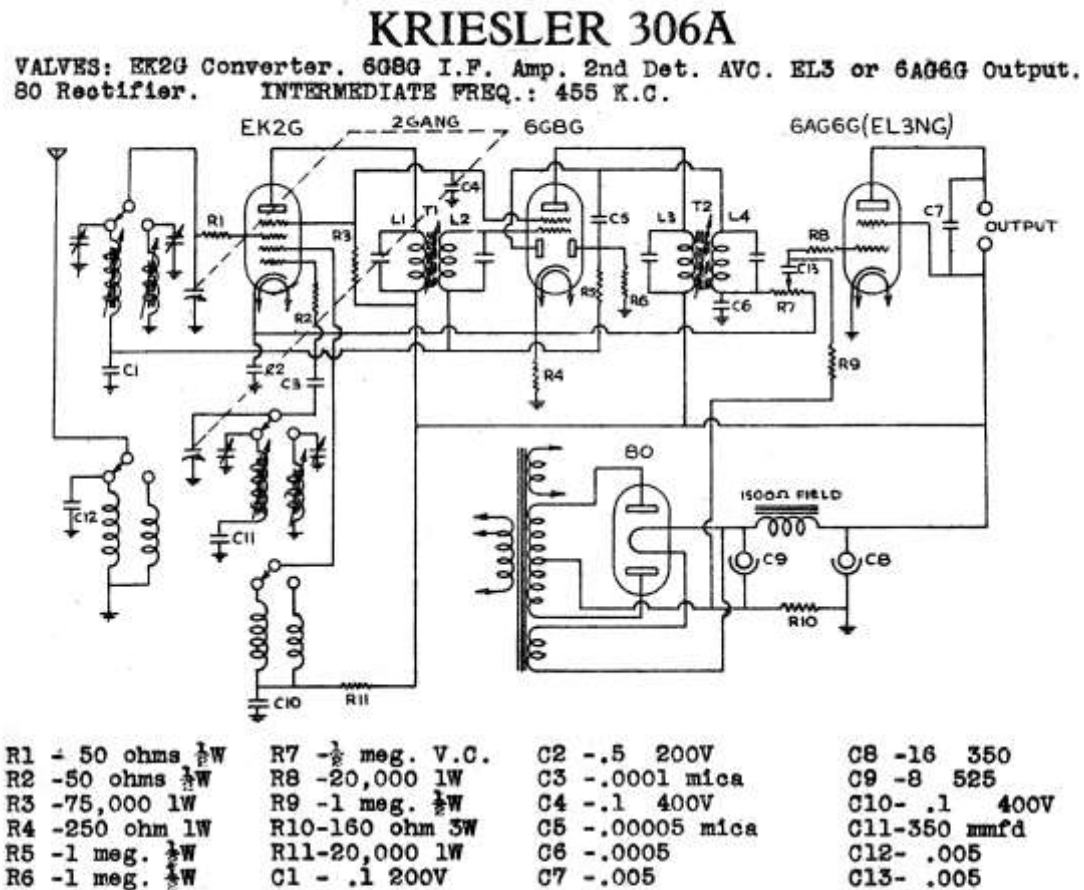 KRIESLER 306A
VALVES: EK2G Converter. 6G8G I.F. Amp. 2nd Det. AVC. EL3 or 6AG6G Output.
80 Rectifier. INTERMEDIATE FREQ.: 455 K.C.
EK2G
2GANG
6G8G
6AG6G(EL3NG)
C4
R1
L1
T1
L2
R3
C5
L3
T2
L4
C7
OUTPUT
R8
C13
R2
R5
R6
C6
R7
C1
C2
C3
R4
R9
80
1500Ω FIELD
C12
C11
C9
C8
R10
C10
R11
R1 - 50 ohms ½W
R2 -50 ohms ½W
R3 -75,000 1W
R4 -250 ohm 1W
R5 -1 meg. ½W
R6 -1 meg. ½W
R7 -½ meg. V.C.
R8 -20,000 1W
R9 -1 meg. ½W
R10-160 ohm 3W
R11-20,000 1W
C1 - .1 200V
C2 -.5 200V
C3 -.0001 mica
C4 -.1 400V
C5 -.00005 mica
C6 -.0005
C7 -.005
C8 -16 350
C9 -8 525
C10- .1 400V
C11-350 mmfd
C12- .005
C13- .005